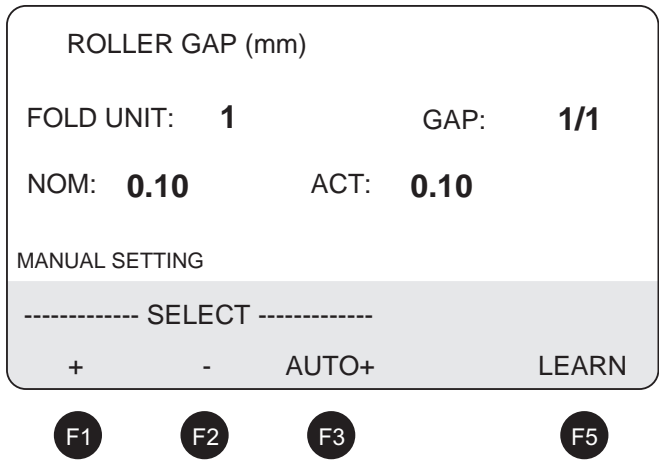 ROLLER GAP (mm)
FOLD UNIT: 1 GAP: 1/1
NOM: 0.10 ACT: 0.10
MANUAL SETTING
------------- SELECT -------------
+ - AUTO+ LEARN
F1 F2 F3 F5